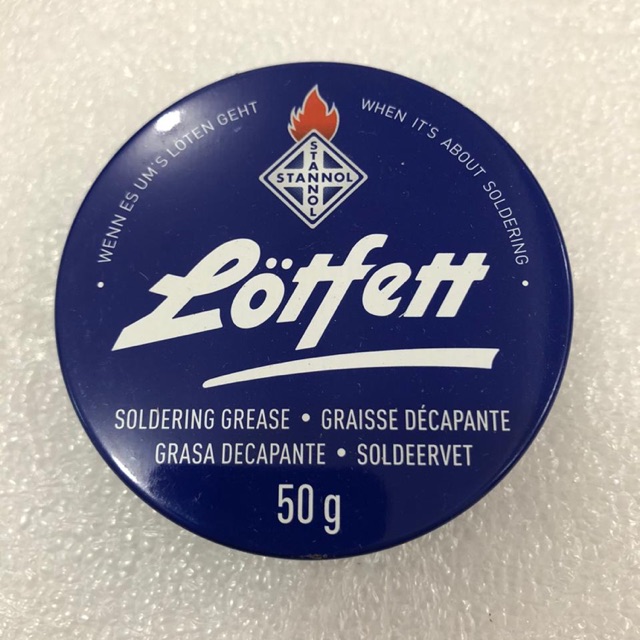 WENN ES UM'S LÖTEN GEHT
WHEN IT'S ABOUT SOLDERING
STANNOL
STANNOL
Lötfett
SOLDERING GREASE • GRAISSE DÉCAPANTE
GRASA DECAPANTE • SOLDEERVET
50 g